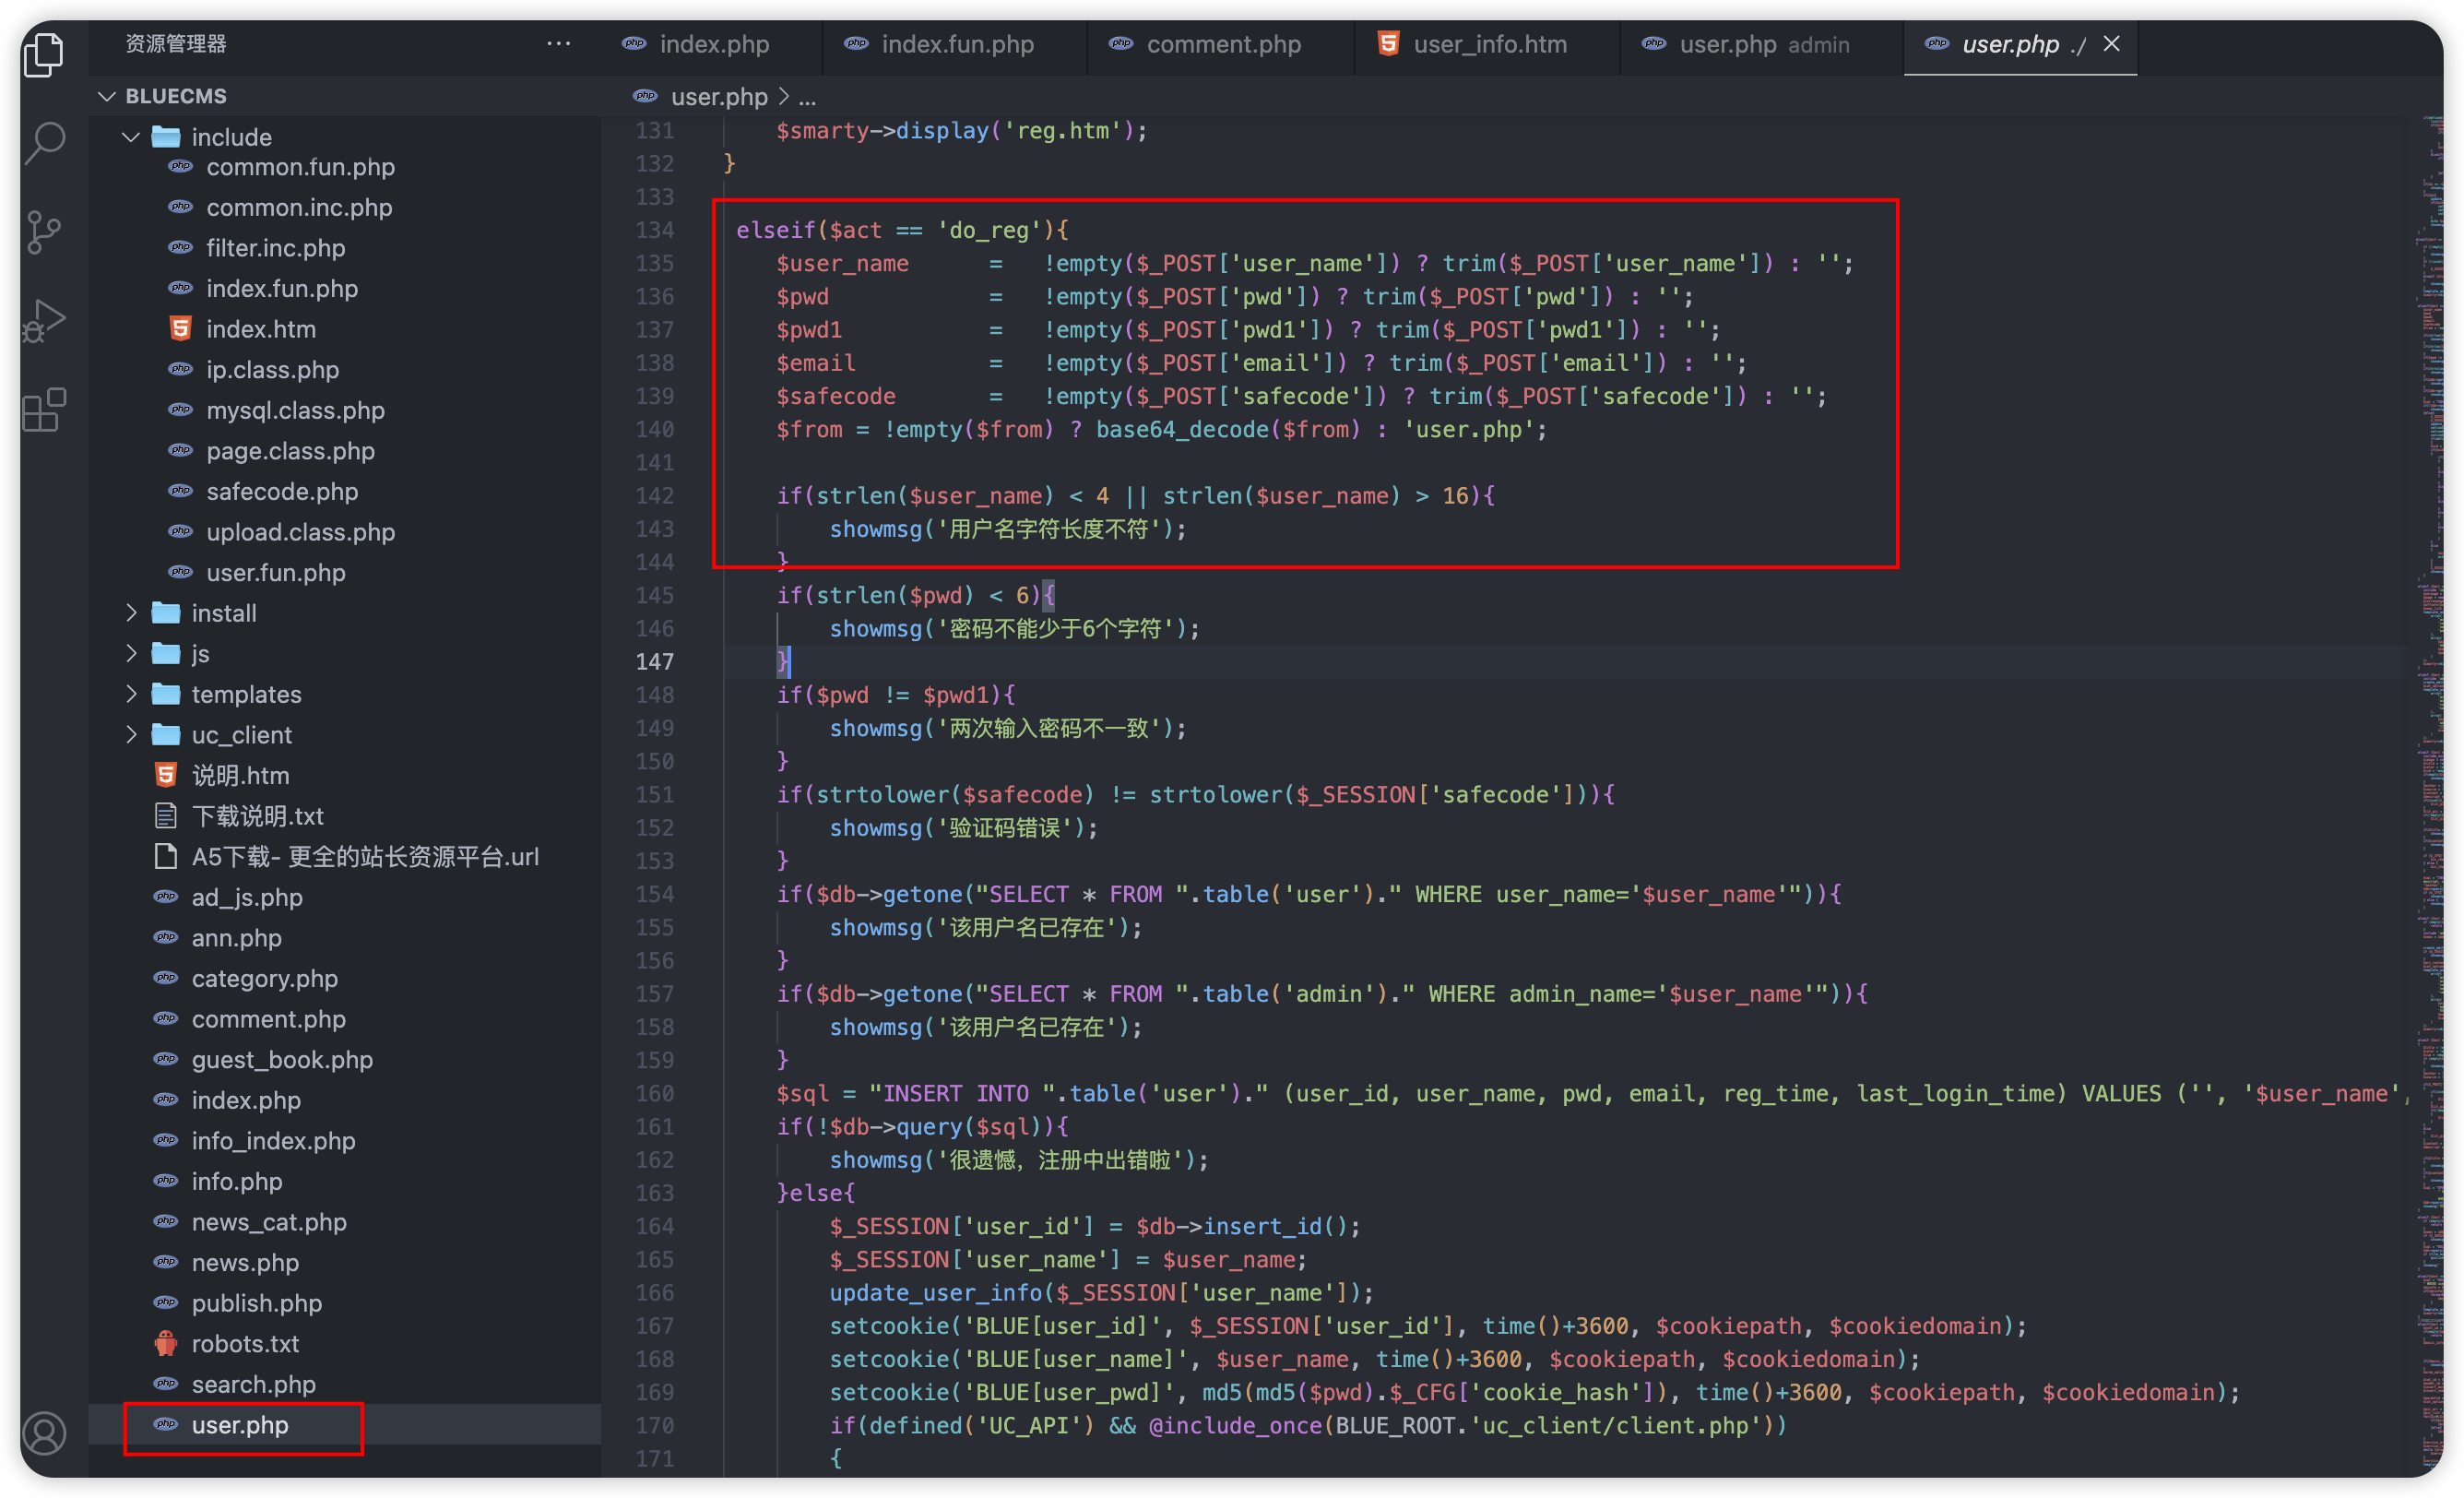 资源管理器
···
index.php
index.fun.php
comment.php
user_info.htm
user.php admin
user.php ./
BLUECMS
include
common.fun.php
common.inc.php
filter.inc.php
index.fun.php
index.htm
ip.class.php
mysql.class.php
page.class.php
safecode.php
upload.class.php
user.fun.php
install
js
templates
uc_client
说明.htm
下载说明.txt
A5下载- 更全的站长资源平台.url
ad_js.php
ann.php
category.php
comment.php
guest_book.php
index.php
info_index.php
info.php
news_cat.php
news.php
publish.php
robots.txt
search.php
user.php
user.php > ...
131 $smarty->display('reg.htm');
132 }
133
134 elseif($act == 'do_reg'){
135 $user_name = !empty($_POST['user_name']) ? trim($_POST['user_name']) : '';
136 $pwd = !empty($_POST['pwd']) ? trim($_POST['pwd']) : '';
137 $pwd1 = !empty($_POST['pwd1']) ? trim($_POST['pwd1']) : '';
138 $email = !empty($_POST['email']) ? trim($_POST['email']) : '';
139 $safecode = !empty($_POST['safecode']) ? trim($_POST['safecode']) : '';
140 $from = !empty($from) ? base64_decode($from) : 'user.php';
141
142 if(strlen($user_name) < 4 || strlen($user_name) > 16){
143 showmsg('用户名字符长度不符');
144 }
145 if(strlen($pwd) < 6){
146 showmsg('密码不能少于6个字符');
147 }
148 if($pwd != $pwd1){
149 showmsg('两次输入密码不一致');
150 }
151 if(strtolower($safecode) != strtolower($_SESSION['safecode'])){
152 showmsg('验证码错误');
153 }
154 if($db->getone("SELECT * FROM ".table('user')." WHERE user_name='$user_name'")){
155 showmsg('该用户名已存在');
156 }
157 if($db->getone("SELECT * FROM ".table('admin')." WHERE admin_name='$user_name'")){
158 showmsg('该用户名已存在');
159 }
160 $sql = "INSERT INTO ".table('user')." (user_id, user_name, pwd, email, reg_time, last_login_time) VALUES ('', '$user_name',
161 if(!$db->query($sql)){
162 showmsg('很遗憾，注册中出错啦');
163 }else{
164 $_SESSION['user_id'] = $db->insert_id();
165 $_SESSION['user_name'] = $user_name;
166 update_user_info($_SESSION['user_name']);
167 setcookie('BLUE[user_id]', $_SESSION['user_id'], time()+3600, $cookiepath, $cookiedomain);
168 setcookie('BLUE[user_name]', $user_name, time()+3600, $cookiepath, $cookiedomain);
169 setcookie('BLUE[user_pwd]', md5(md5($pwd).$_CFG['cookie_hash']), time()+3600, $cookiepath, $cookiedomain);
170 if(defined('UC_API') && @include_once(BLUE_ROOT.'uc_client/client.php'))
171 {